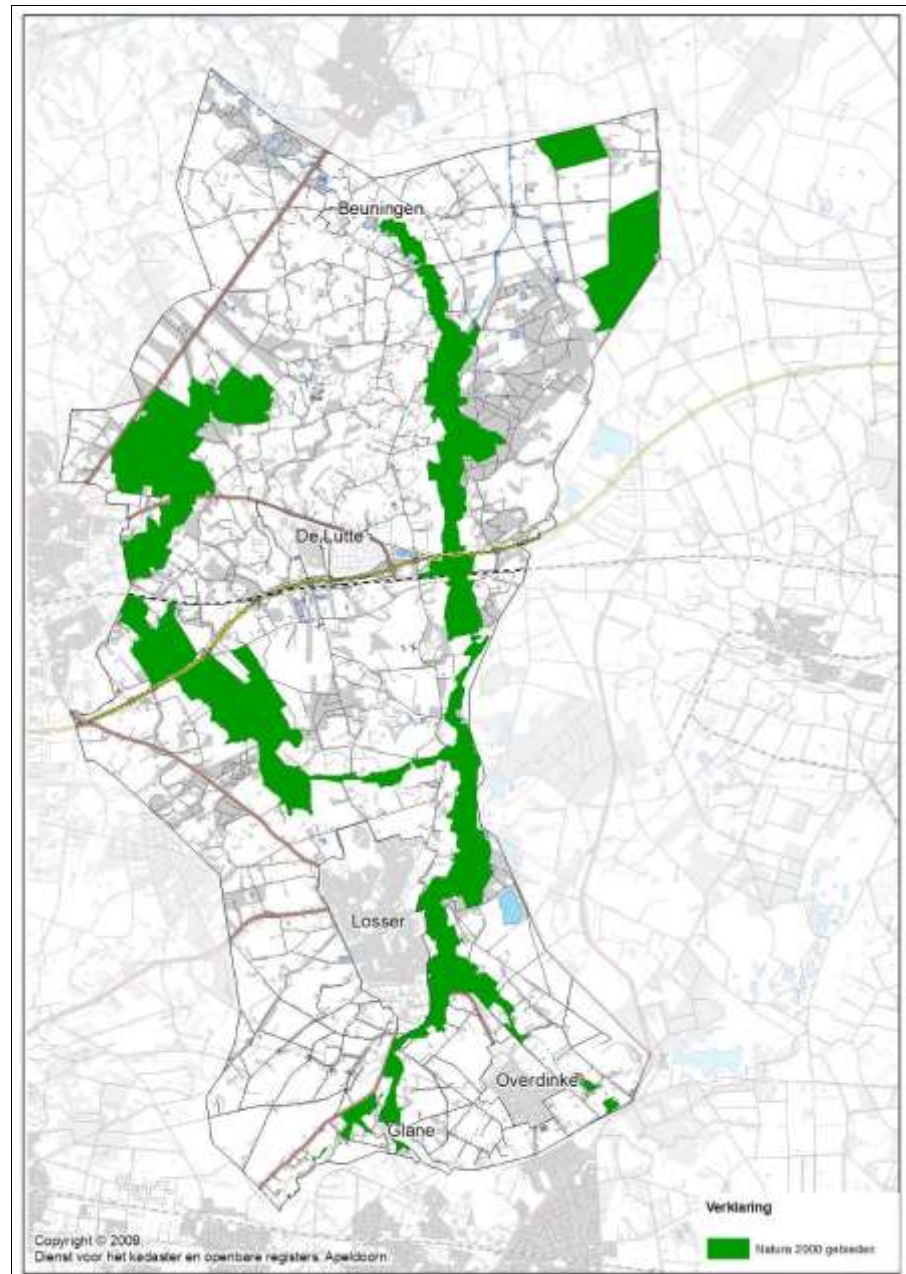 Beuningen
De Lutte
Losser
Overdinke
Glane
Verklaring
Natura 2000 gebieden
Copyright © 2009
Dienst voor het kadaster en openbare registers, Apeldoorn